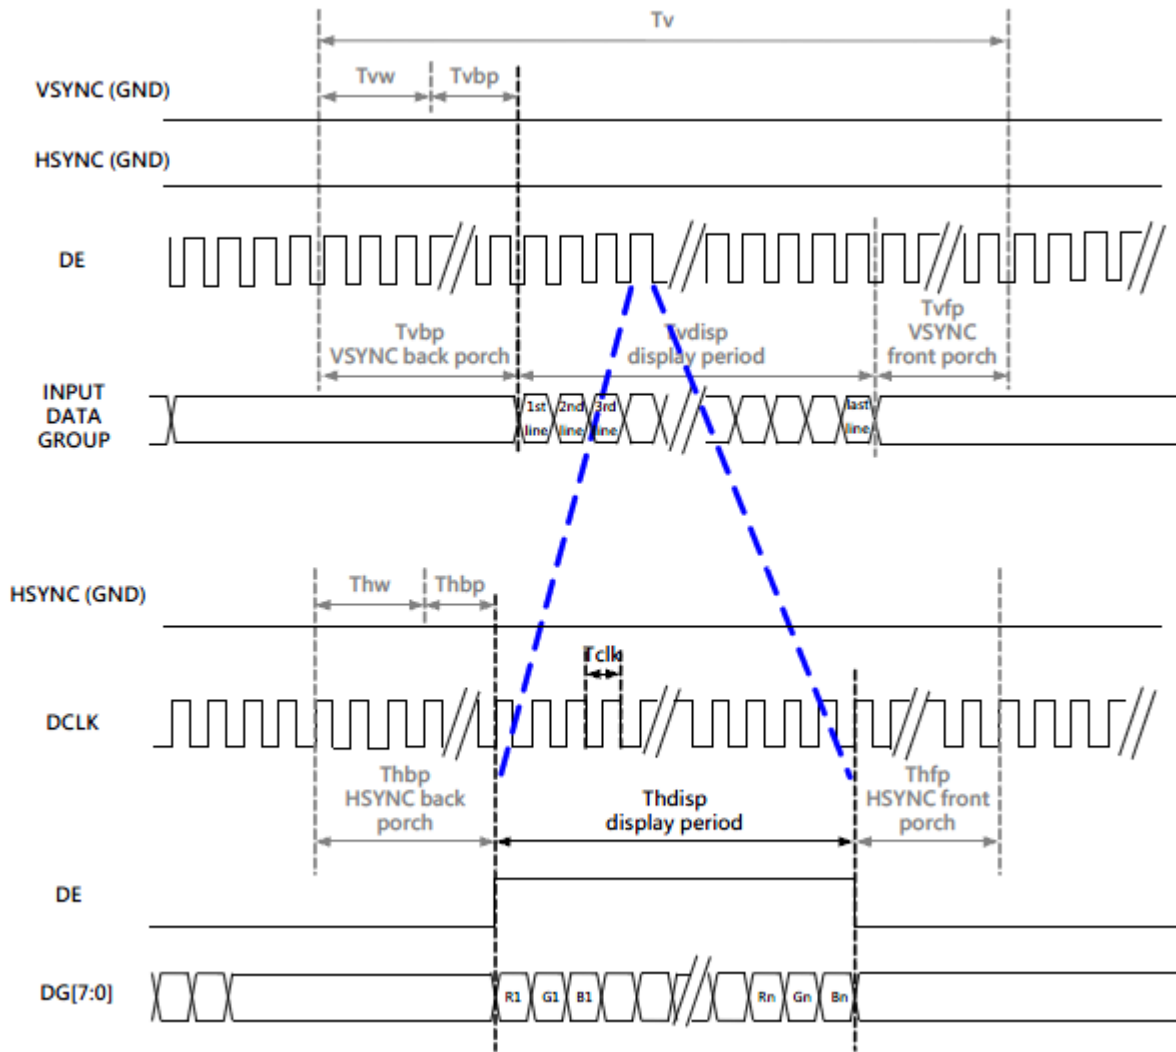 Tv
Tvw
Tvbp
VSYNC (GND)
HSYNC (GND)
DE
Tvbp
VSYNC back porch
Tvdisp
display period
Tvfp
VSYNC
front porch
INPUT
DATA
GROUP
1st
line
2nd
line
3rd
line
last
line
Thw
Thbp
HSYNC (GND)
Tclk
DCLK
Thbp
HSYNC back
porch
Thdisp
display period
Thfp
HSYNC front
porch
DE
DG[7:0]
R1
G1
B1
Rn
Gn
Bn